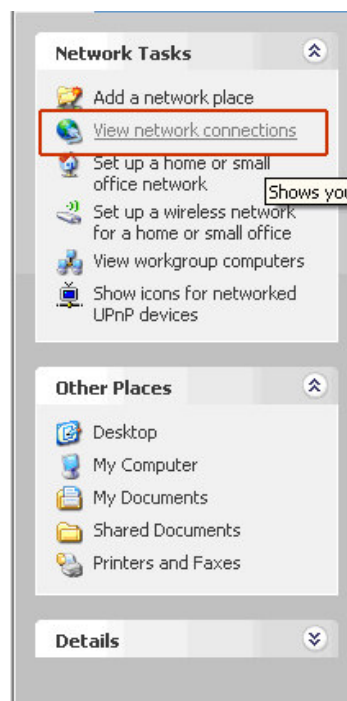 Network Tasks
Add a network place
View network connections
Set up a home or small
office network
Shows you
Set up a wireless network
for a home or small office
View workgroup computers
Show icons for networked
UPnP devices
Other Places
Desktop
My Computer
My Documents
Shared Documents
Printers and Faxes
Details